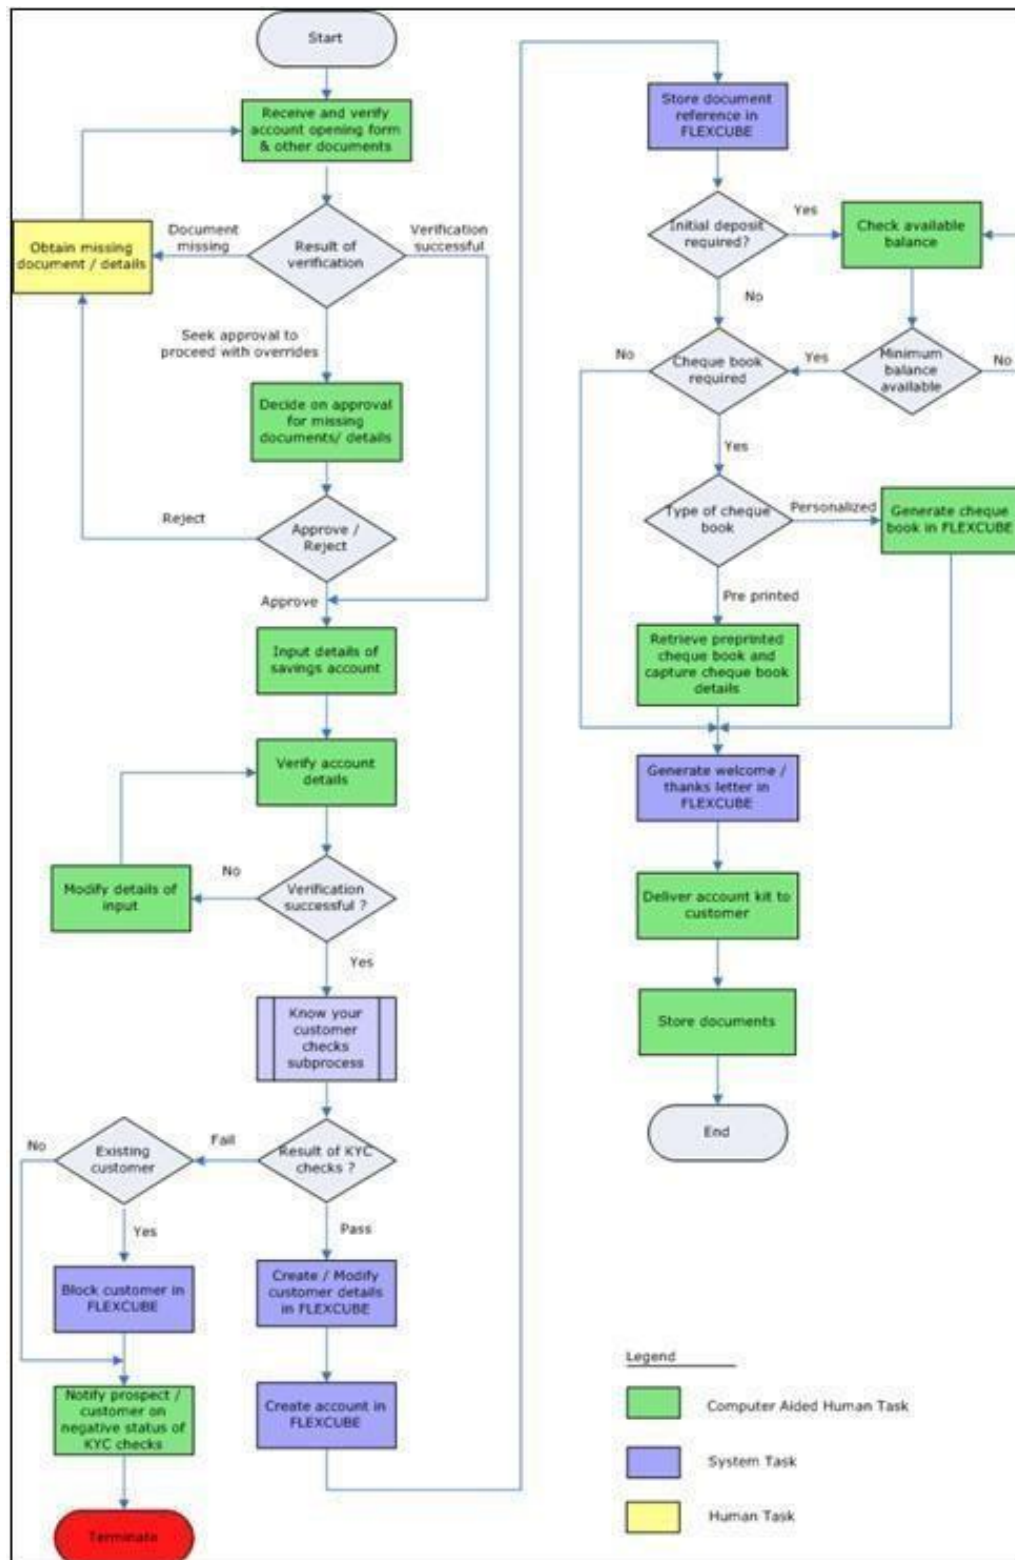 Start
Receive and verify
account opening form
& other documents
Obtain missing
document / details
Document
missing
Result of
verification
Verification
successful
Seek approval to
proceed with overrides
Decide on approval
for missing
documents/ details
Reject
Approve /
Reject
Approve
Input details of
savings account
Verify account
details
Modify details of
input
No
Verification
successful ?
Yes
Know your
customer
checks
subprocess
No
Existing
customer
Fail
Result of KYC
checks ?
Yes
Pass
Block customer in
FLEXCUBE
Create / Modify
customer details
in FLEXCUBE
Notify prospect /
customer on
negative status of
KYC checks
Create account in
FLEXCUBE
Terminate
Store document
reference in
FLEXCUBE
Initial deposit
required?
Yes
Check available
balance
No
No
Cheque book
required
Yes
Minimum
balance
available
No
Yes
Type of cheque
book
Personalized
Generate cheque
book in FLEXCUBE
Pre printed
Retrieve preprinted
cheque book and
capture cheque book
details
Generate welcome /
thanks letter in
FLEXCUBE
Deliver account kit to
customer
Store documents
End
Legend
Computer Aided Human Task
System Task
Human Task